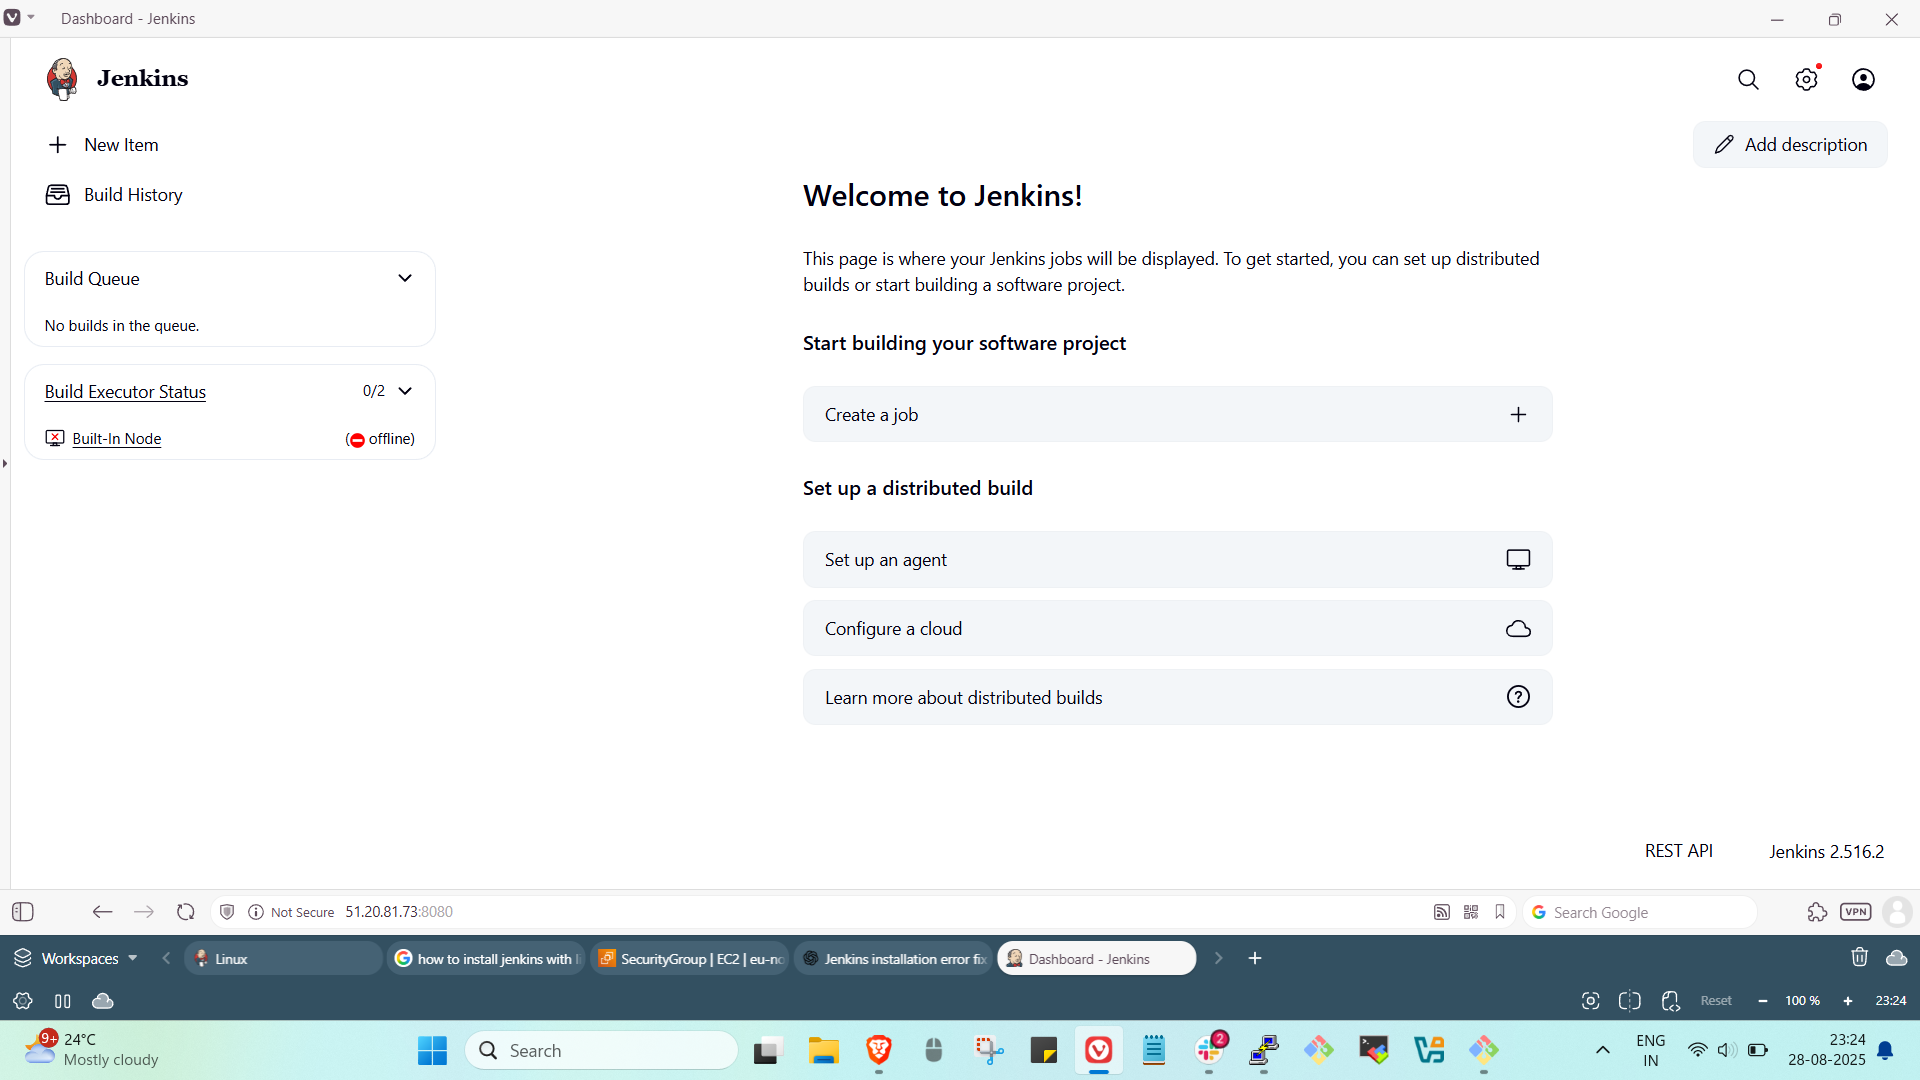 Dashboard - Jenkins
Jenkins
New Item
Add description
Build History
Welcome to Jenkins!
This page is where your Jenkins jobs will be displayed. To get started, you can set up distributed
builds or start building a software project.
Build Queue
No builds in the queue.
Start building your software project
Build Executor Status 0/2
Create a job
Built-In Node (offline)
Set up a distributed build
Set up an agent
Configure a cloud
Learn more about distributed builds
REST API Jenkins 2.516.2
Not Secure 51.20.81.73:8080
Search Google
VPN
Workspaces
Linux
how to install jenkins with l
SecurityGroup | EC2 | eu-no
Jenkins installation error fix
Dashboard - Jenkins
Reset 100 % 23:24
9+
24°C
Mostly cloudy
Search
2
ENG
IN
23:24
28-08-2025